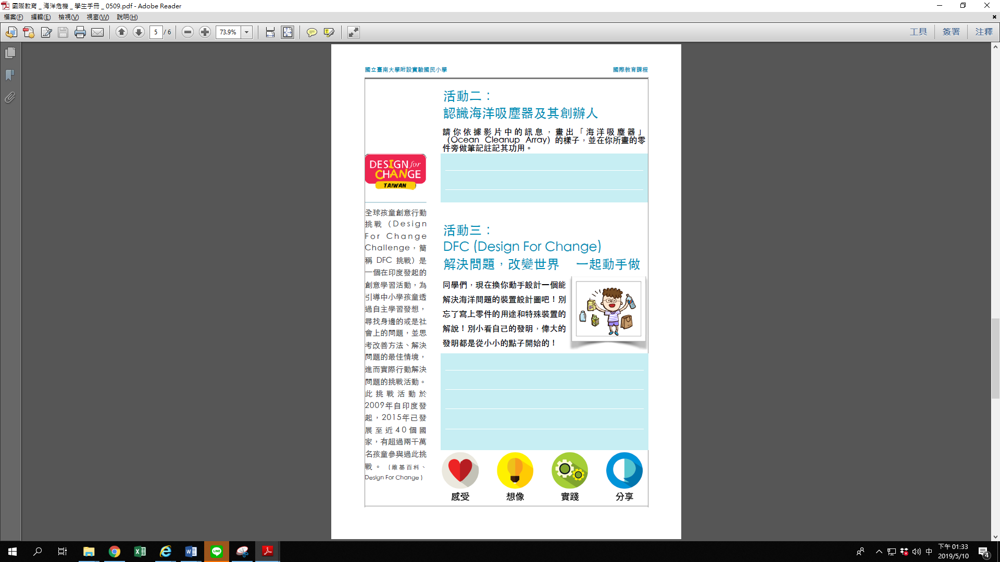 國際教育 _ 海洋危機 _ 學生手冊 _ 0509.pdf - Adobe Reader
檔案(F) 編輯(E) 檢視(V) 視窗(W) 說明(H)
5 / 6 73.9% 工具 簽署 注釋
國立臺南大學附設實驗國民小學 國際教育課程
活動二：
認識海洋吸塵器及其創辦人
請你依據影片中的訊息，畫出「海洋吸塵器」
（Ocean Cleanup Array）的樣子，並在你所畫的零
件旁做筆記註記其功用。
DESIGN for
CHANGE
TAIWAN
全球孩童創意行動
挑戰（Design
For Change
Challenge，簡
稱 DFC 挑戰）是
一個在印度發起的
創意學習活動，為
引導中小學孩童透
過自主學習發想，
尋找身邊的或是社
會上的問題，並思
考改善方法、解決
問題的最佳情境，
進而實際行動解決
問題的挑戰活動。
此挑戰活動於
2009年自印度發
起，2015年已發
展至近40個國
家，有超過兩千萬
名孩童參與過此挑
戰。（維基百科、
Design For Change）
活動三：
DFC (Design For Change)
解決問題，改變世界 一起動手做
同學們，現在換你動手設計一個能
解決海洋問題的裝置設計圖吧！別
忘了寫上零件的用途和特殊裝置的
解說！別小看自己的發明，偉大的
發明都是從小小的點子開始的！
感受 想像 實踐 分享
LINE
中
下午 01:33
2019/5/10
4